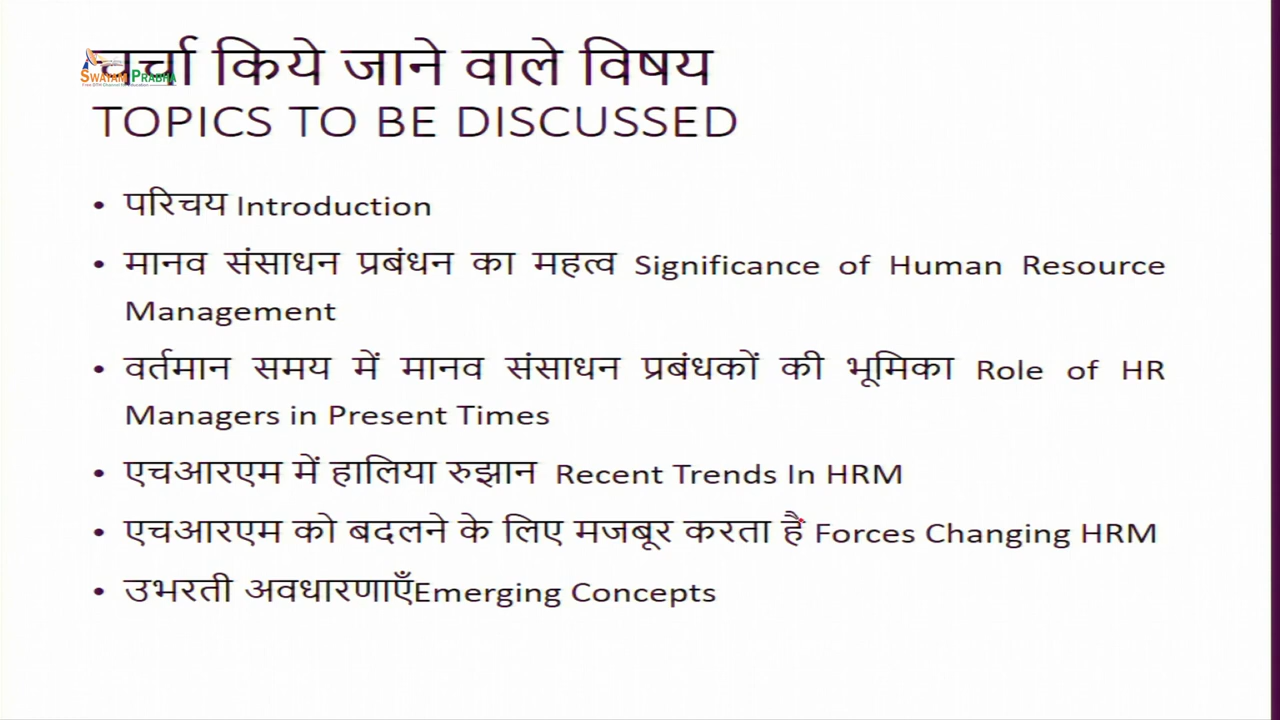 चर्चा किये जाने वाले विषय
SWAYAM PRABHA
TOPICS TO BE DISCUSSED
• परिचय Introduction
• मानव संसाधन प्रबंधन का महत्व Significance of Human Resource
Management
• वर्तमान समय में मानव संसाधन प्रबंधकों की भूमिका Role of HR
Managers in Present Times
• एचआरएम में हालिया रुझान Recent Trends In HRM
• एचआरएम को बदलने के लिए मजबूर करता है Forces Changing HRM
• उभरती अवधारणाएँEmerging Concepts